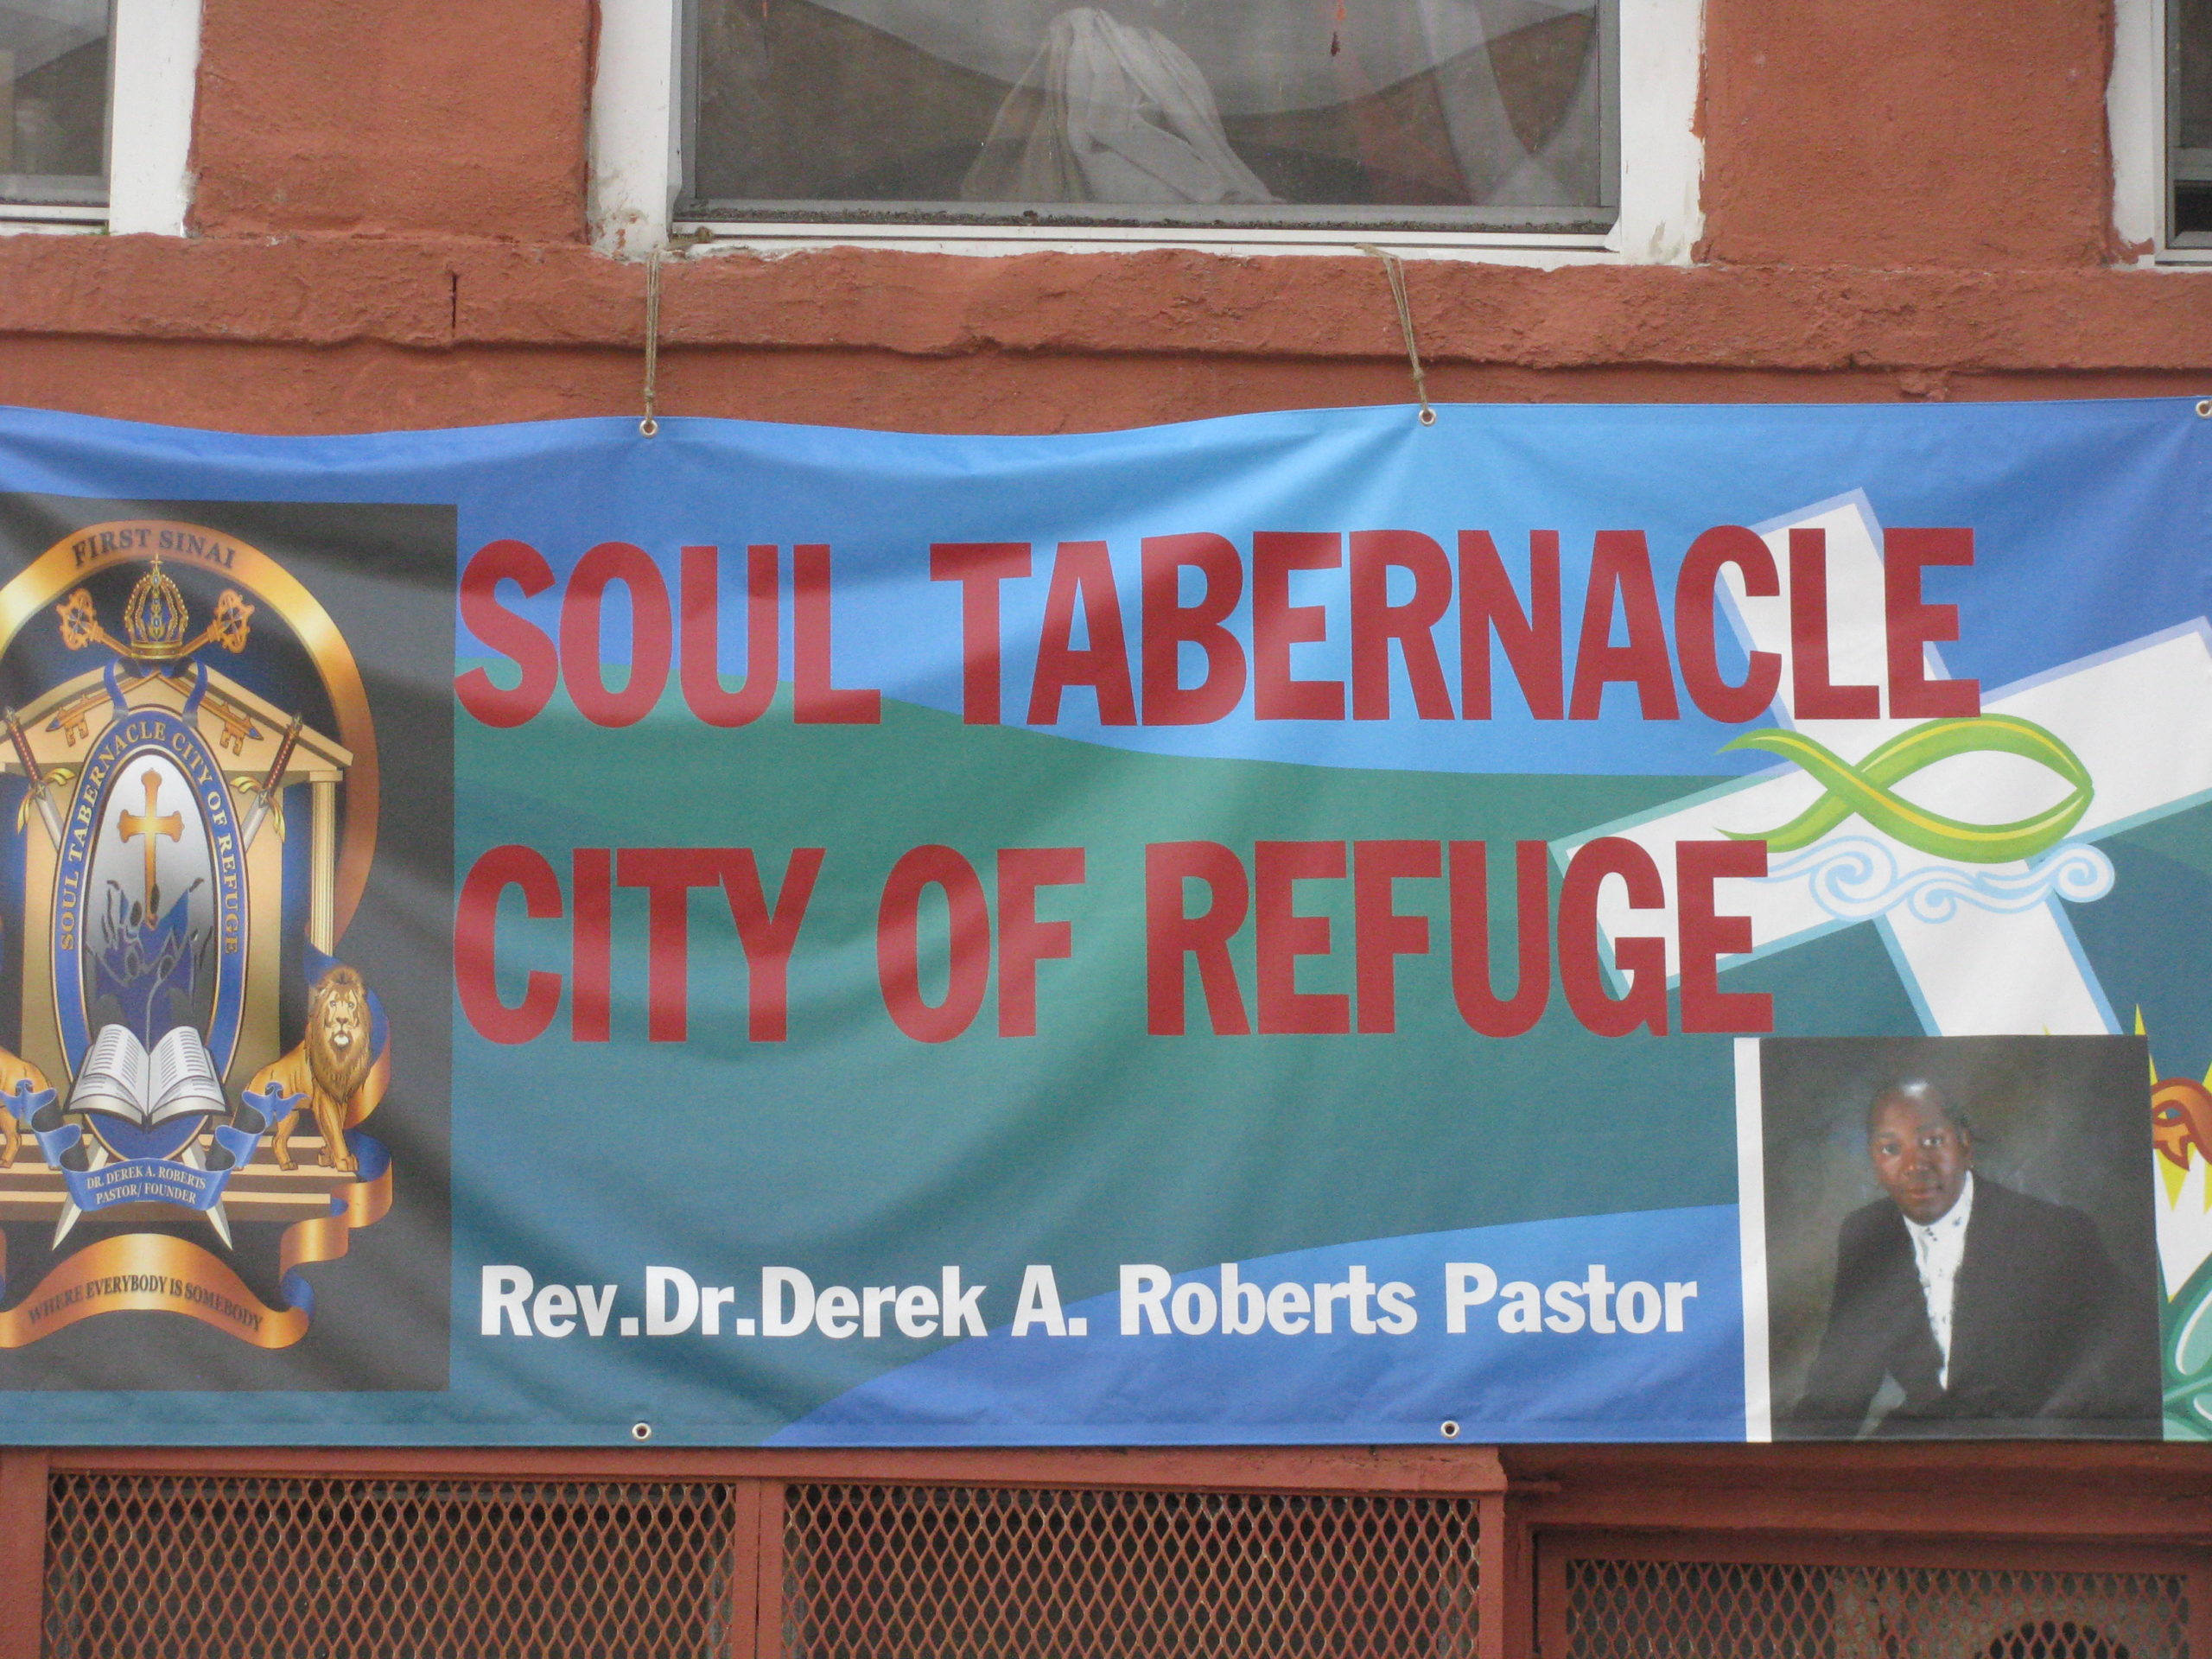 FIRST SINAI
SOUL TABERNACLE CITY OF REFUGE
DR. DEREK A. ROBERTS
PASTOR/ FOUNDER
WHERE EVERYBODY IS SOMEBODY
SOUL TABERNACLE
CITY OF REFUGE
Rev.Dr.Derek A. Roberts Pastor